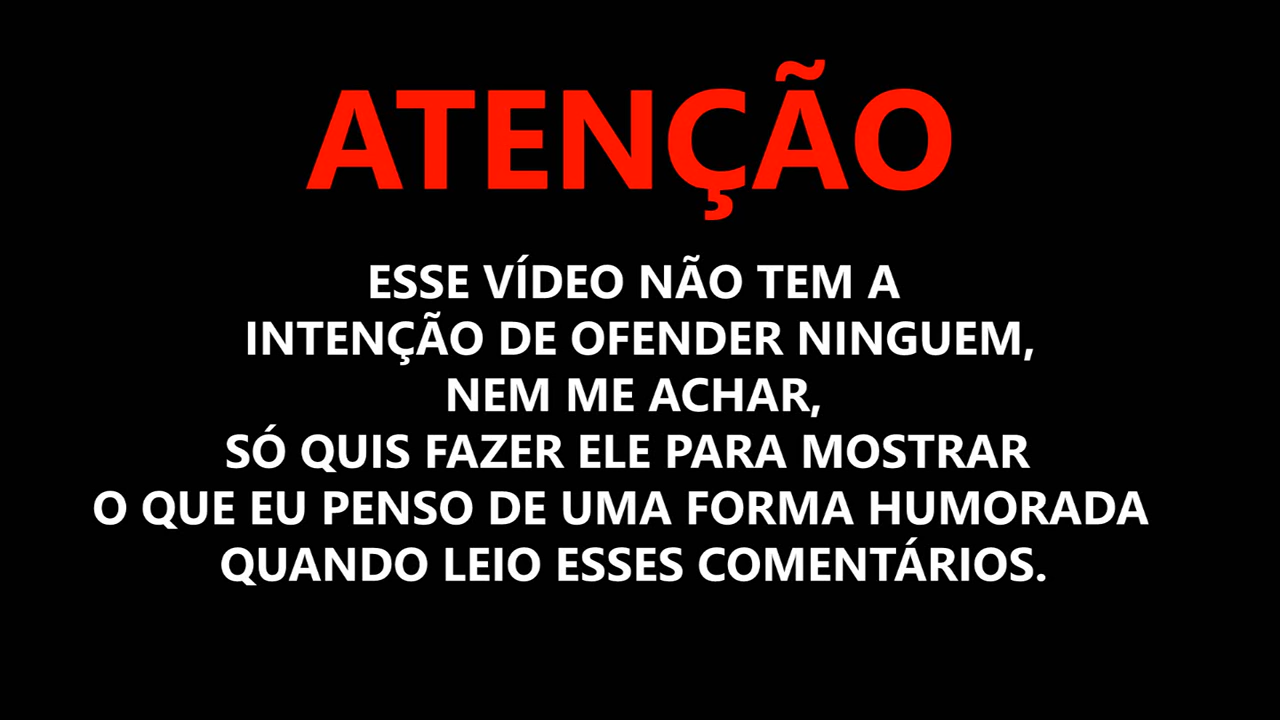 ATENÇÃO
ESSE VÍDEO NÃO TEM A
INTENÇÃO DE OFENDER NINGUEM,
NEM ME ACHAR,
SÓ QUIS FAZER ELE PARA MOSTRAR
O QUE EU PENSO DE UMA FORMA HUMORADA
QUANDO LEIO ESSES COMENTÁRIOS.